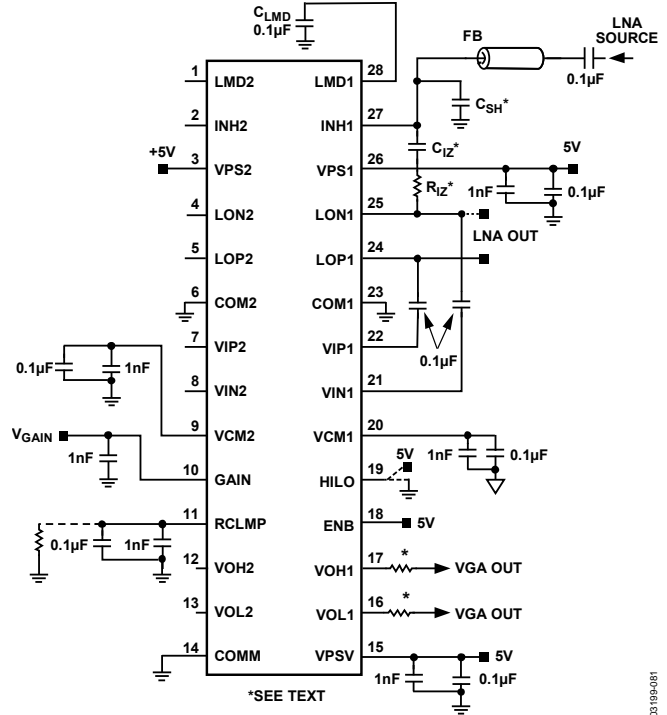 CLMD
0.1µF
LNA
SOURCE
FB
0.1µF
1 LMD2
LMD1 28
CSH*
2 INH2
INH1 27
CIZ*
+5V
3 VPS2
VPS1 26
5V
RIZ*
1nF
0.1µF
4 LON2
LON1 25
LNA OUT
5 LOP2
LOP1 24
6 COM2
COM1 23
7 VIP2
VIP1 22
0.1µF
0.1µF
1nF
8 VIN2
VIN1 21
9 VCM2
VCM1 20
VGAIN
1nF
5V
1nF
0.1µF
10 GAIN
HILO 19
11 RCLMP
ENB 18
5V
0.1µF
1nF
12 VOH2
VOH1 17
*
VGA OUT
13 VOL2
VOL1 16
*
VGA OUT
14 COMM
VPSV 15
5V
1nF
0.1µF
*SEE TEXT
03199-081